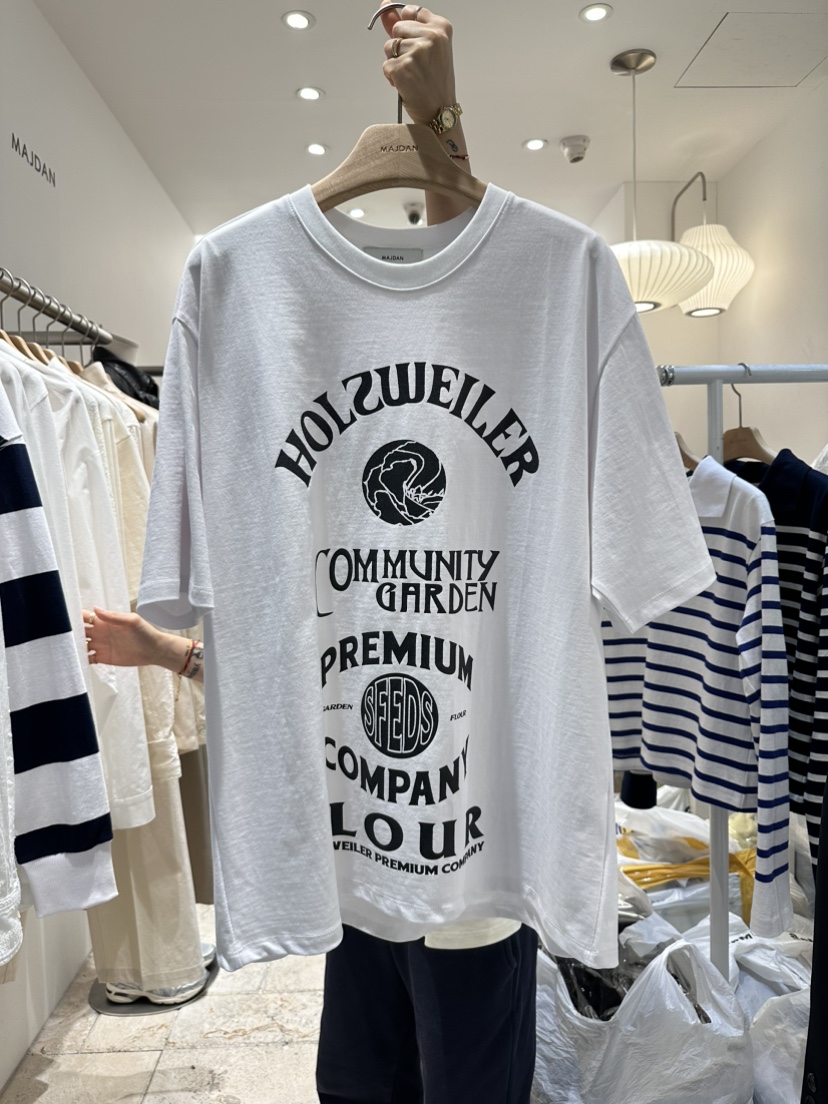 MAJDAN
MAJDAN
MAJDAN
HOLZWEILER
COMMUNITY
GARDEN
PREMIUM
GARDEN
SEEDS
FLOUR
COMPANY
LOUR
WEILER PREMIUM COMPANY